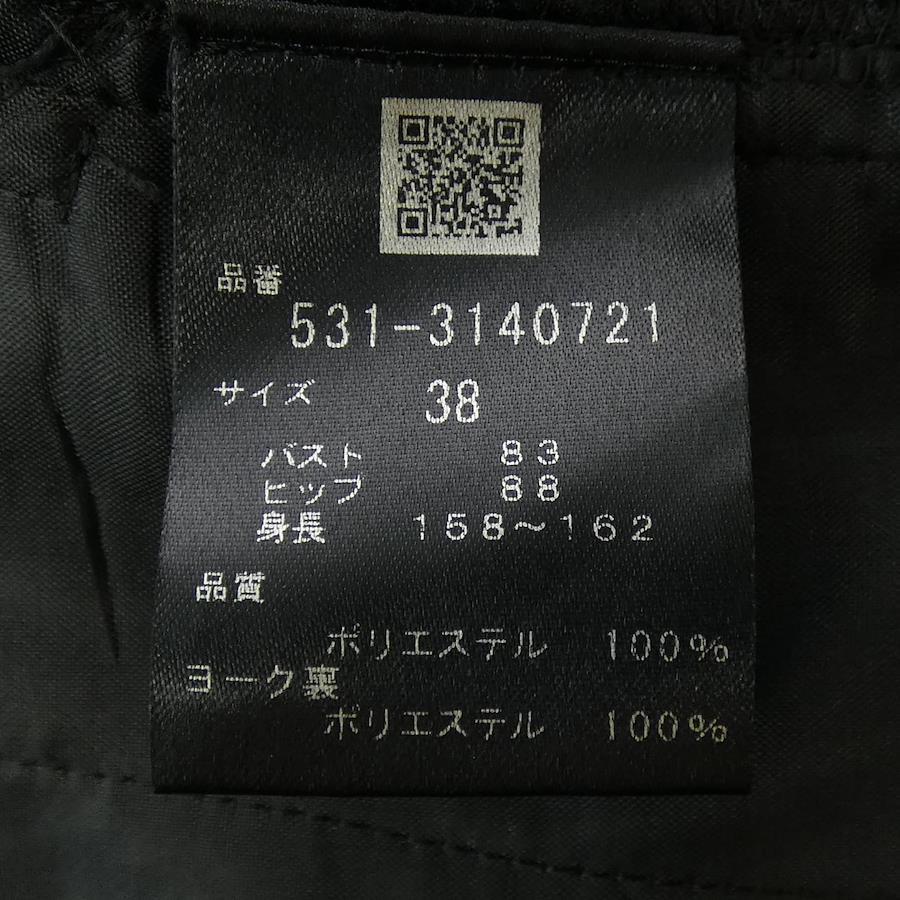 品番
531-3140721
サイズ 38
バスト 83
ヒップ 88
身長 158～162
品質
ポリエステル 100%
ヨーク裏
ポリエステル 100%